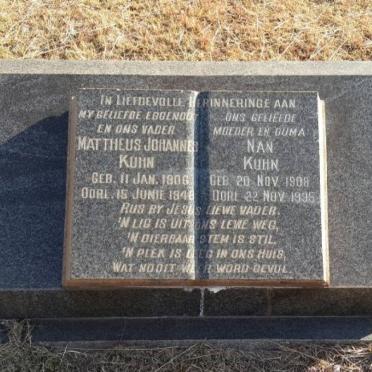 IN LIEFDEVOLLE HERINNERINGE AAN
MY GELIEFDE EGGENOOT
EN ONS VADER
MATTHEUS JOHANNES
KUHN
GEB. 11 JAN. 1906
OORL. 15 JUNIE 1948
ONS GELIEFDE
MOEDER EN OUMA
NAN
KUHN
GEB. 20 NOV. 1908
OORL. 22 NOV. 1995
RUS BY JESUS LIEWE VADER.
'N LIG IS UIT ONS LEWE WEG,
'N DIERBAAR STEM IS STIL.
'N PLEK IS LEEG IN ONS HUIS,
WAT NOOIT WEER WORD GEVUL.